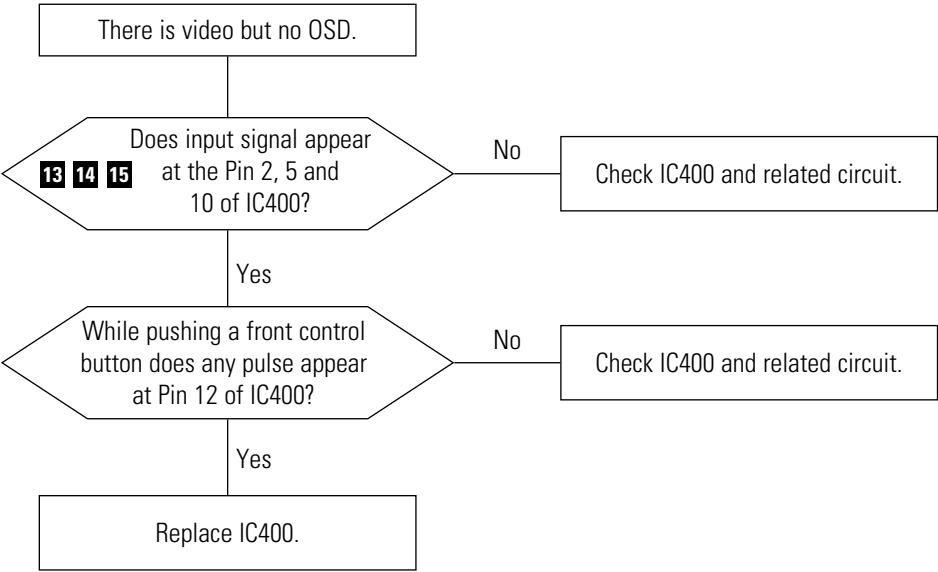 There is video but no OSD.
Does input signal appear
13 14 15 at the Pin 2, 5 and
10 of IC400?
No
Check IC400 and related circuit.
Yes
While pushing a front control
button does any pulse appear
at Pin 12 of IC400?
No
Check IC400 and related circuit.
Yes
Replace IC400.